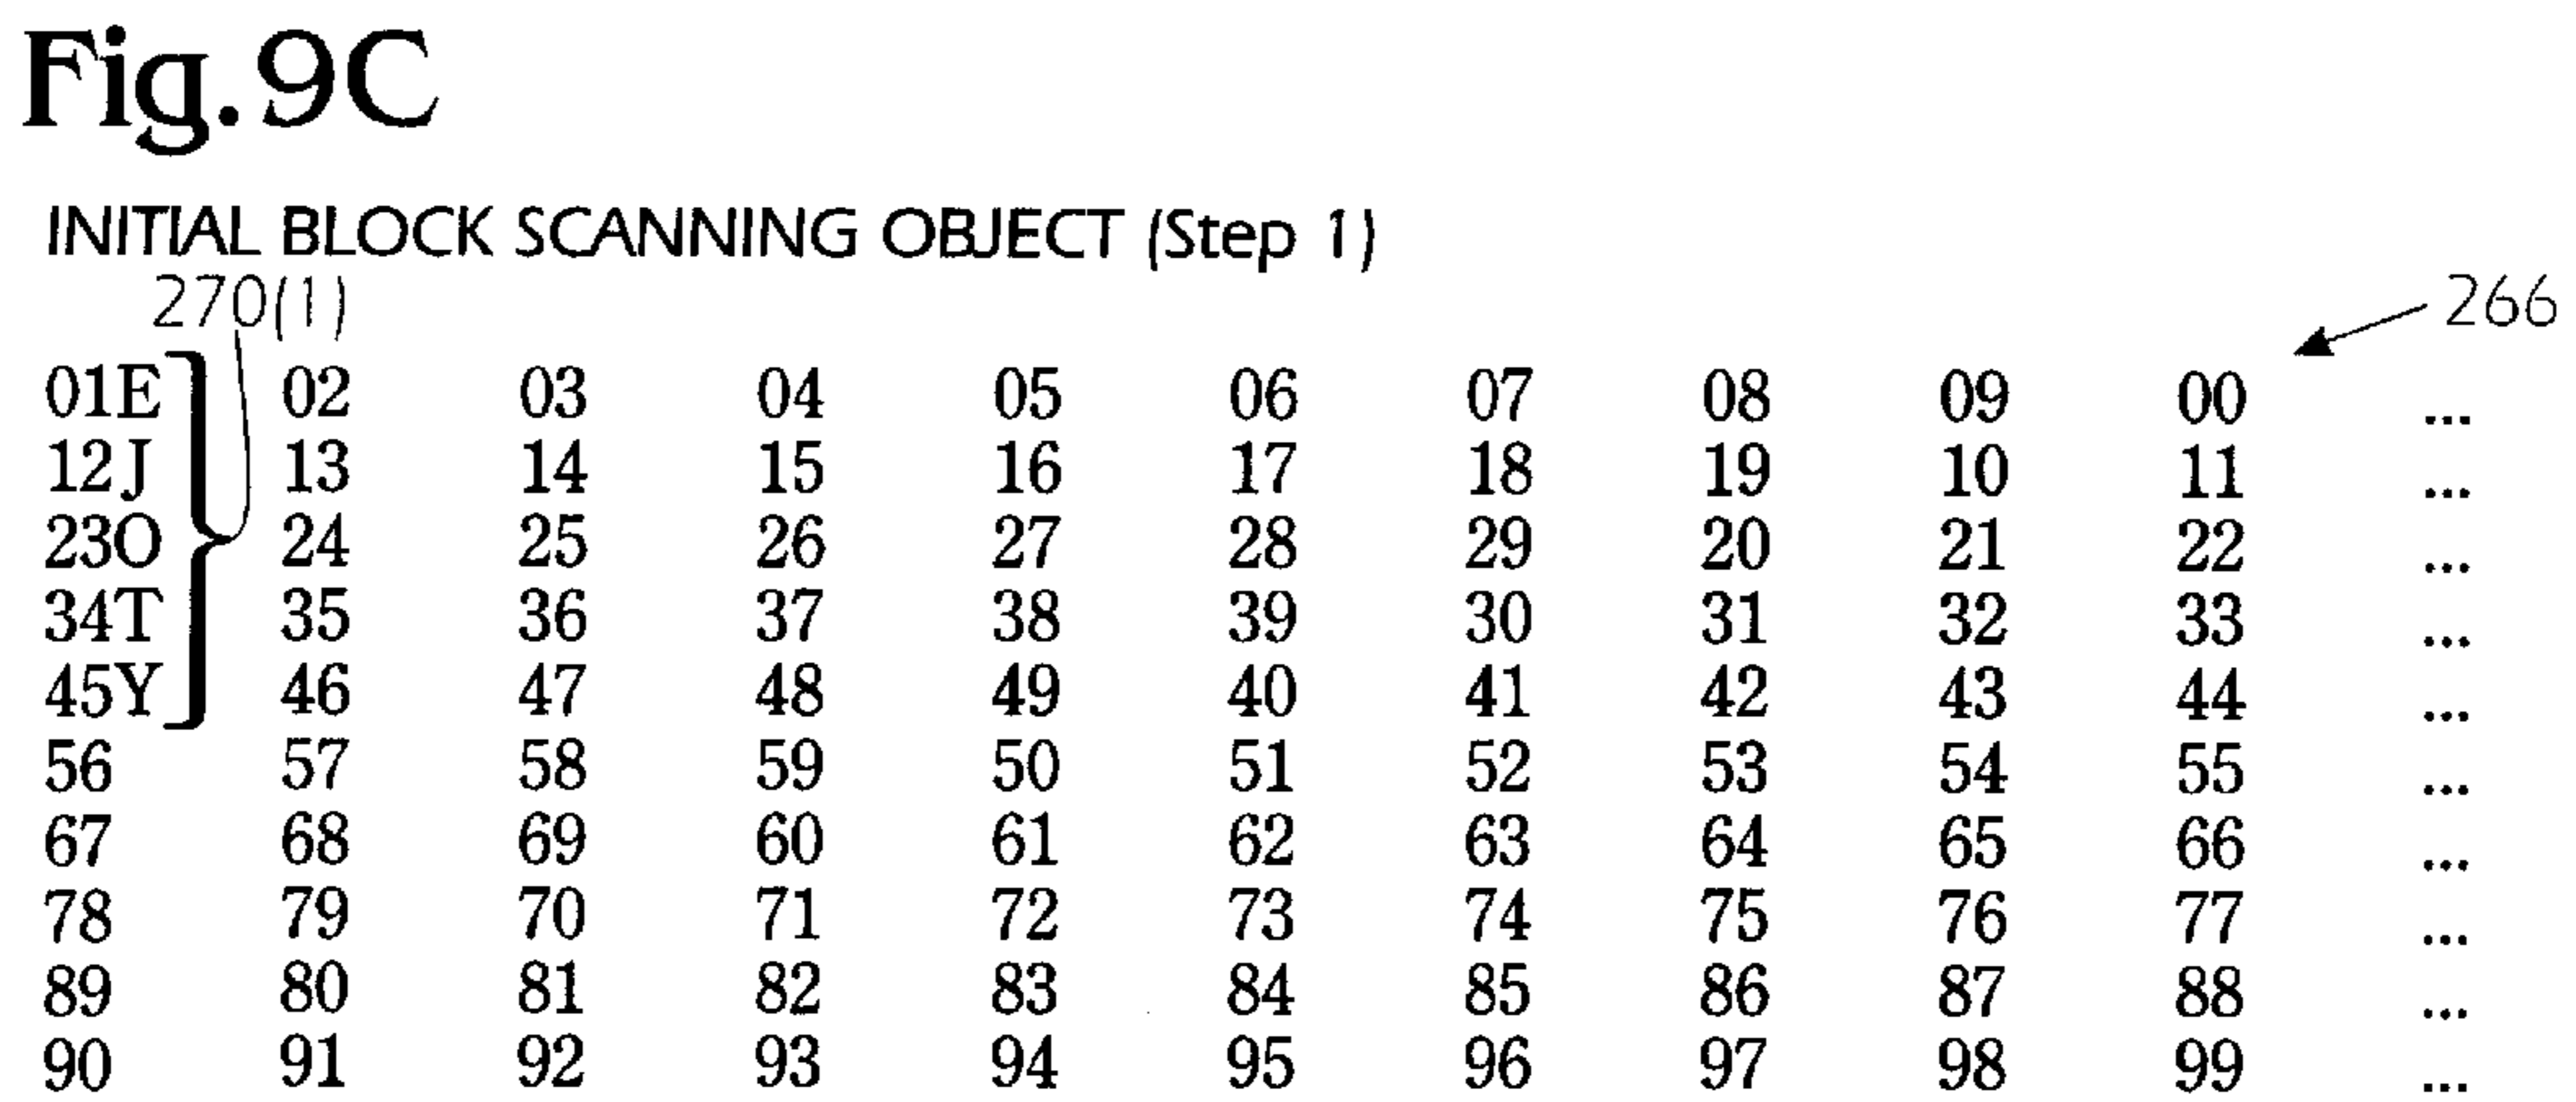 Fig. 9C
INITIAL BLOCK SCANNING OBJECT (Step 1)
270(1) 266
01E 02 03 04 05 06 07 08 09 00 ...
12J 13 14 15 16 17 18 19 10 11 ...
23O 24 25 26 27 28 29 20 21 22 ...
34T 35 36 37 38 39 30 31 32 33 ...
45Y 46 47 48 49 40 41 42 43 44 ...
56 57 58 59 50 51 52 53 54 55 ...
67 68 69 60 61 62 63 64 65 66 ...
78 79 70 71 72 73 74 75 76 77 ...
89 80 81 82 83 84 85 86 87 88 ...
90 91 92 93 94 95 96 97 98 99 ...